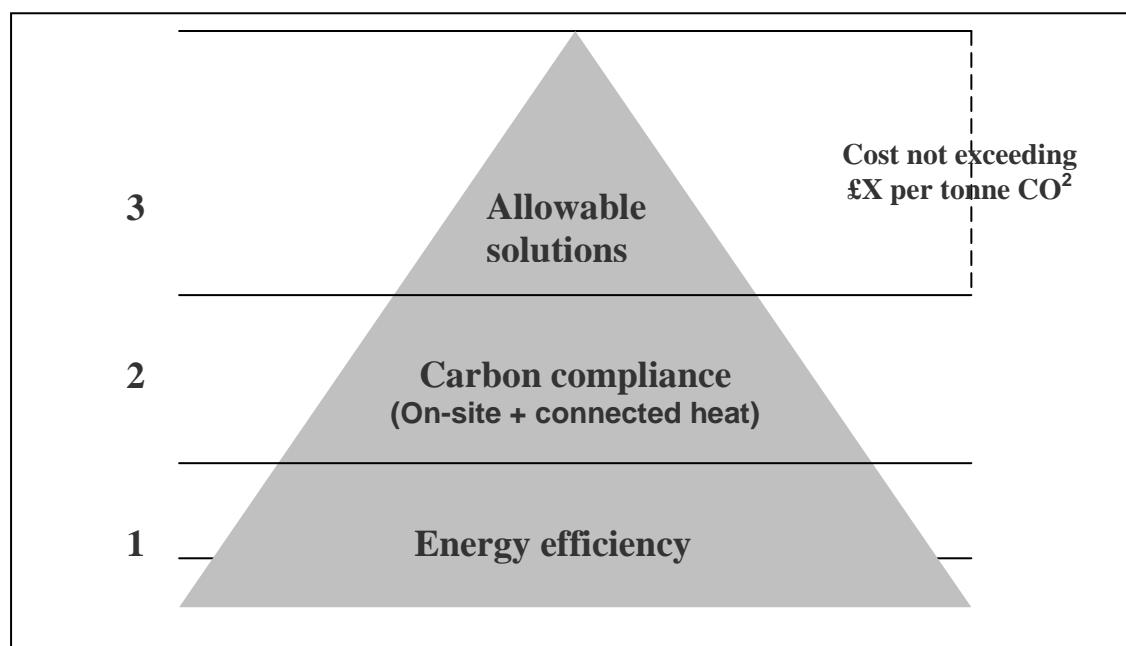 Cost not exceeding
£X per tonne CO²
3
Allowable
solutions
2
Carbon compliance
(On-site + connected heat)
1
Energy efficiency